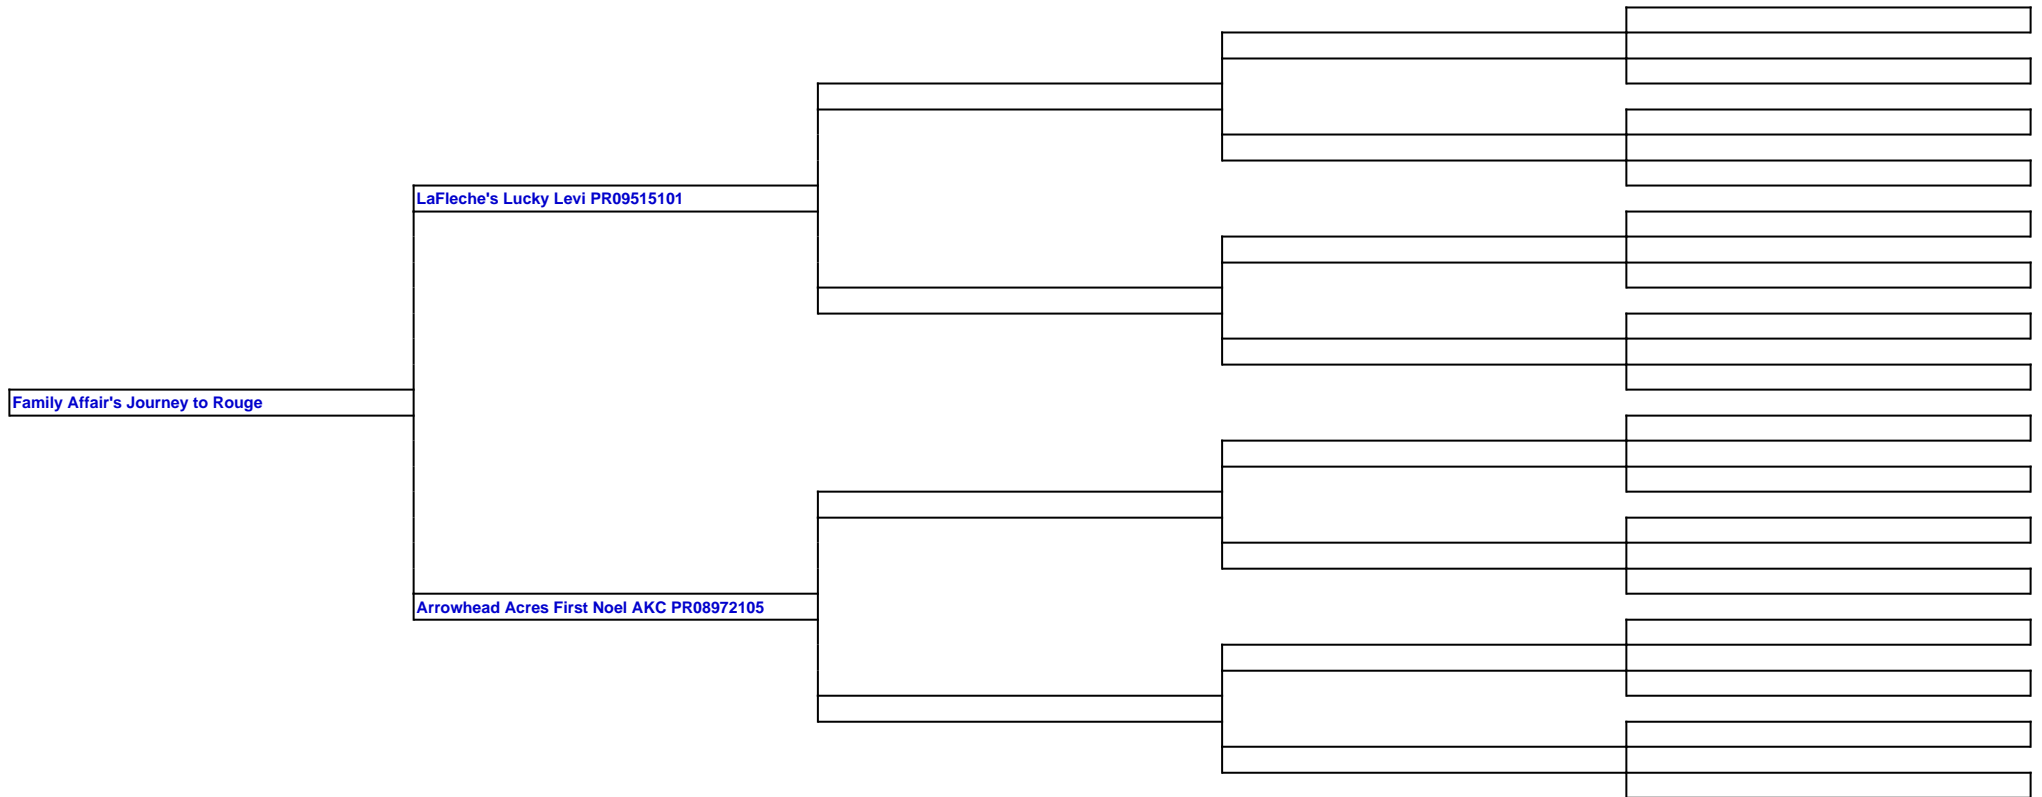 LaFleche's Lucky Levi PR09515101
Family Affair's Journey to Rouge
Arrowhead Acres First Noel AKC PR08972105